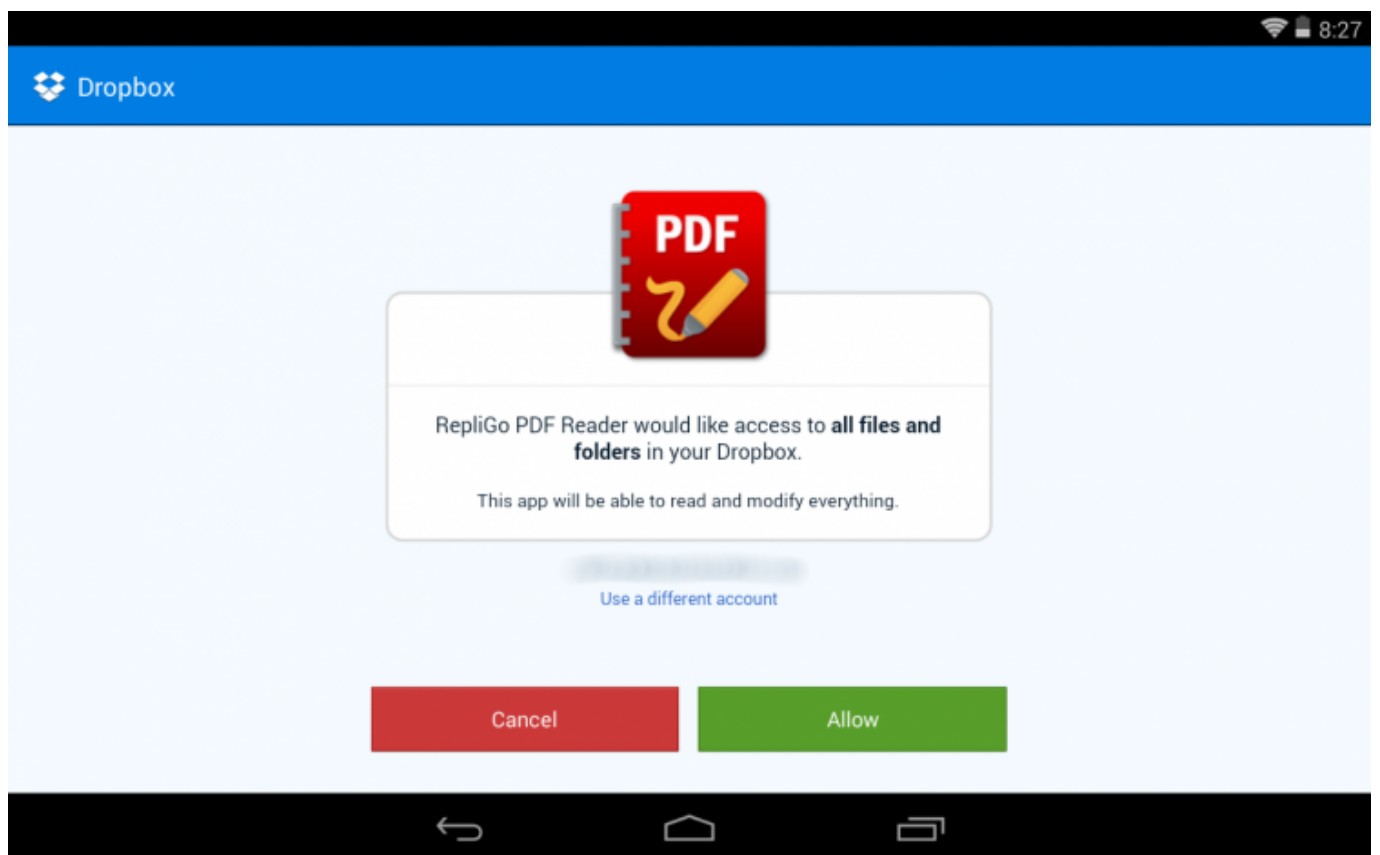 8:27
Dropbox
PDF
RepliGo PDF Reader would like access to all files and
folders in your Dropbox.
This app will be able to read and modify everything.
Use a different account
Cancel
Allow